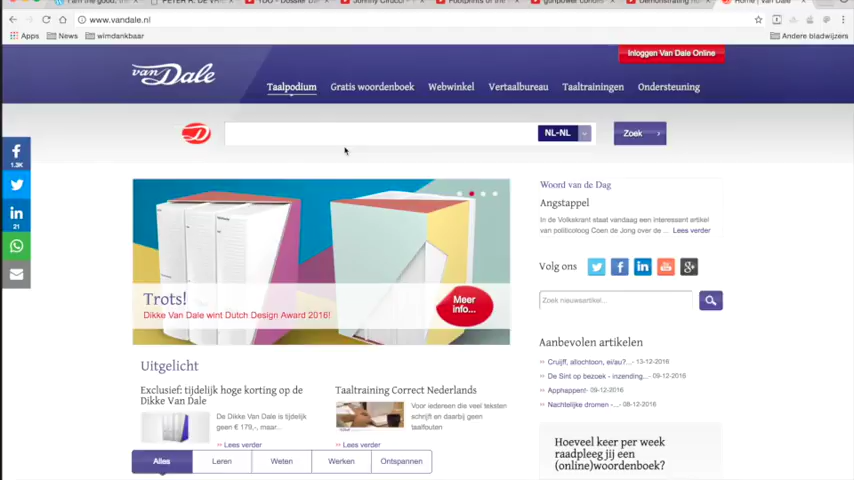 www.vandale.nl
Apps News wimdankbaar Andere bladwijzers
Inloggen Van Dale Online
van Dale
Taalpodium Gratis woordenboek Webwinkel Vertaalbureau Taaltrainingen Ondersteuning
NL-NL Zoek
1.3K
21
Trots!
Dikke Van Dale wint Dutch Design Award 2016!
Meer
info...
Woord van de Dag
Angstappel
In de Volkskrant staat vandaag een interessant artikel
van politicoloog Coen de Jong over de ... Lees verder
Volg ons
Zoek nieuwsartikel...
Aanbevolen artikelen
Cruijff, allochtoon, ei/au?...- 13-12-2016
De Sint op bezoek - inzending...- 09-12-2016
Apphappen!- 09-12-2016
Nachtelijke dromen -...- 08-12-2016
Uitgelicht
Exclusief: tijdelijk hoge korting op de
Dikke Van Dale
De Dikke Van Dale is tijdelijk
geen € 179,-, maar...
Lees verder
Taaltraining Correct Nederlands
Voor iedereen die veel teksten
schrijft en daarbij geen
taalfouten
Lees verder
Alles Leren Weten Werken Ontspannen
Hoeveel keer per week
raadpleeg jij een
(online)woordenboek?